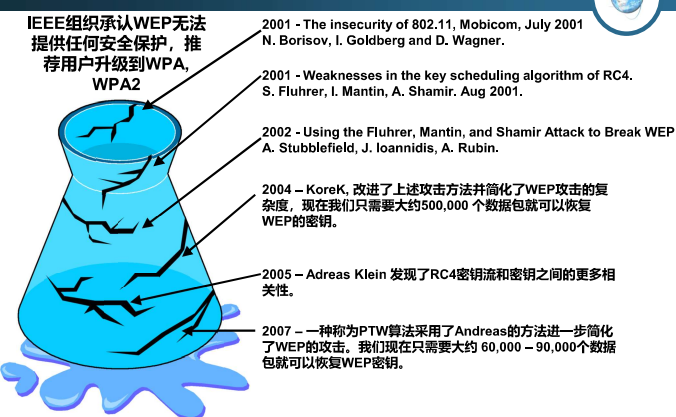 IEEE组织承认WEP无法
提供任何安全保护，推
荐用户升级到WPA,
WPA2
2001 - The insecurity of 802.11, Mobicom, July 2001
N. Borisov, I. Goldberg and D. Wagner.
2001 - Weaknesses in the key scheduling algorithm of RC4.
S. Fluhrer, I. Mantin, A. Shamir. Aug 2001.
2002 - Using the Fluhrer, Mantin, and Shamir Attack to Break WEP
A. Stubblefield, J. Ioannidis, A. Rubin.
2004 – KoreK, 改进了上述攻击方法并简化了WEP攻击的复
杂度，现在我们只需要大约500,000 个数据包就可以恢复
WEP的密钥。
2005 – Adreas Klein 发现了RC4密钥流和密钥之间的更多相
关性。
2007 – 一种称为PTW算法采用了Andreas的方法进一步简化
了WEP的攻击。我们现在只需要大约 60,000 – 90,000个数据
包就可以恢复WEP密钥。